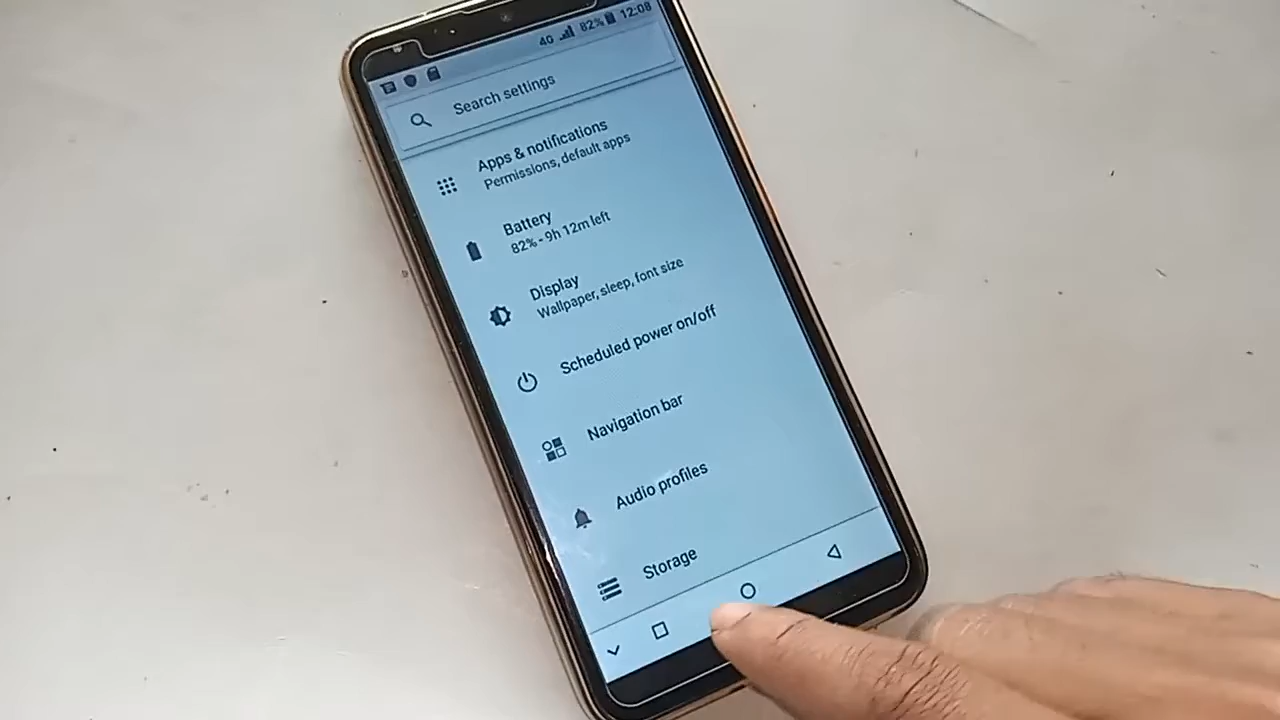 4G 82% 12:08
Search settings
Apps & notifications
Permissions, default apps
Battery
82% - 9h 12m left
Display
Wallpaper, sleep, font size
Scheduled power on/off
Navigation bar
Audio profiles
Storage